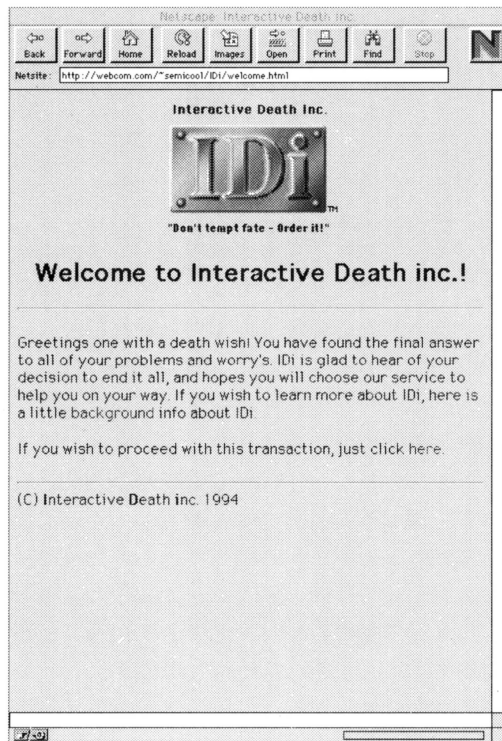 Netscape: Interactive Death inc.
Back Forward Home Reload Images Open Print Find Stop
N
Netsite: http://webcom.com/~semicool/IDi/welcome.html
Interactive Death Inc.
IDi
TM
"Don't tempt fate - Order it!"
Welcome to Interactive Death inc.!
Greetings one with a death wish! You have found the final answer
to all of your problems and worry's. IDi is glad to hear of your
decision to end it all, and hopes you will choose our service to
help you on your way. If you wish to learn more about IDi, here is
a little background info about IDi.
If you wish to proceed with this transaction, just click here.
(C) Interactive Death inc. 1994